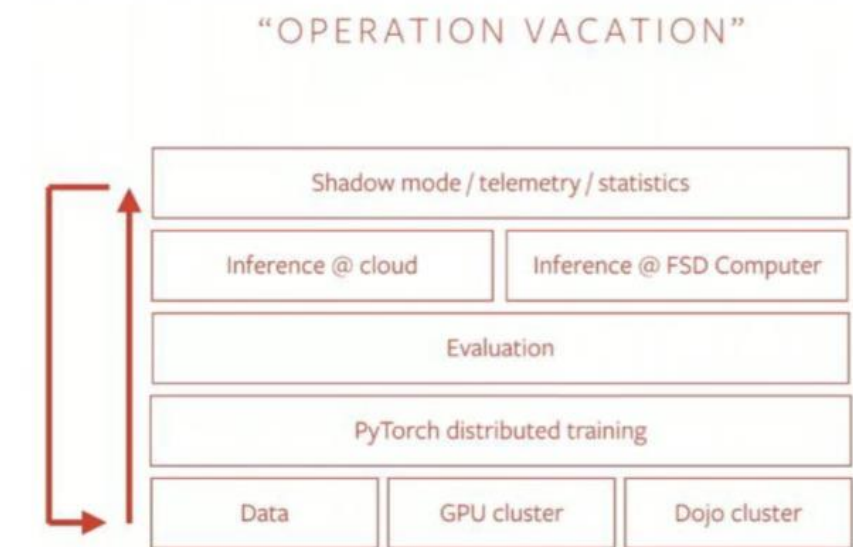 “OPERATION VACATION”
Shadow mode / telemetry / statistics
Inference @ cloud
Inference @ FSD Computer
Evaluation
PyTorch distributed training
Data
GPU cluster
Dojo cluster